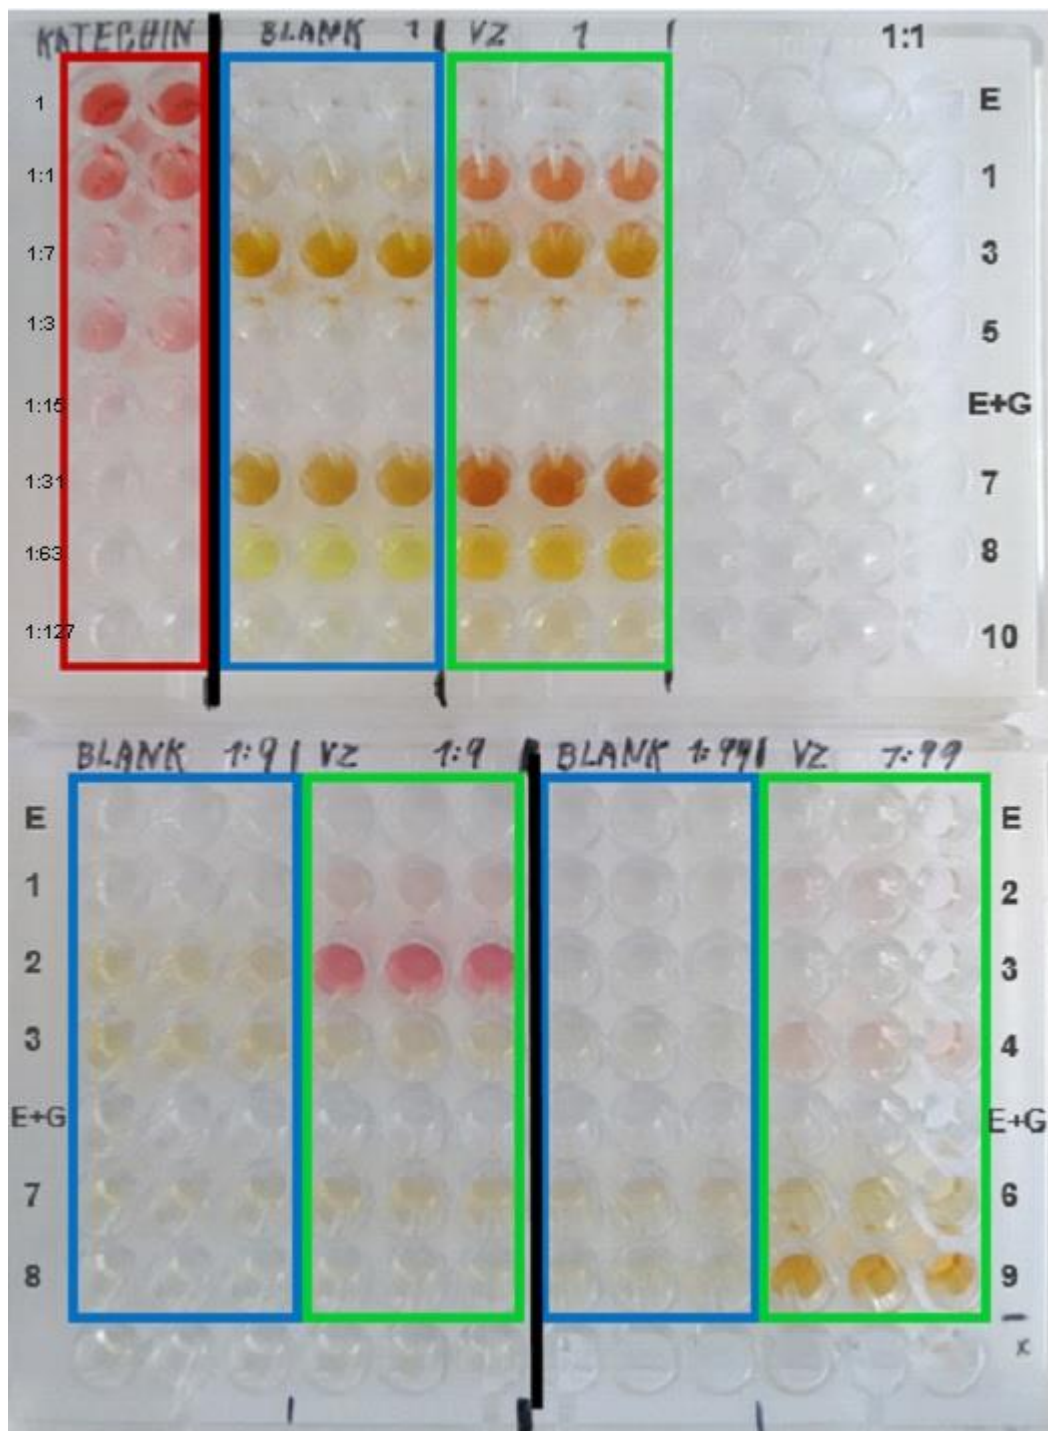 KATECHIN BLANK 1 VZ 1 1:1
1 E
1:1 1
1:7 3
1:3 5
1:15 E+G
1:31 7
1:63 8
1:127 10
BLANK 1:9 VZ 1:9 BLANK 1:99 VZ 1:99
E E
1 2
2 3
3 4
E+G E+G
7 6
8 9
x